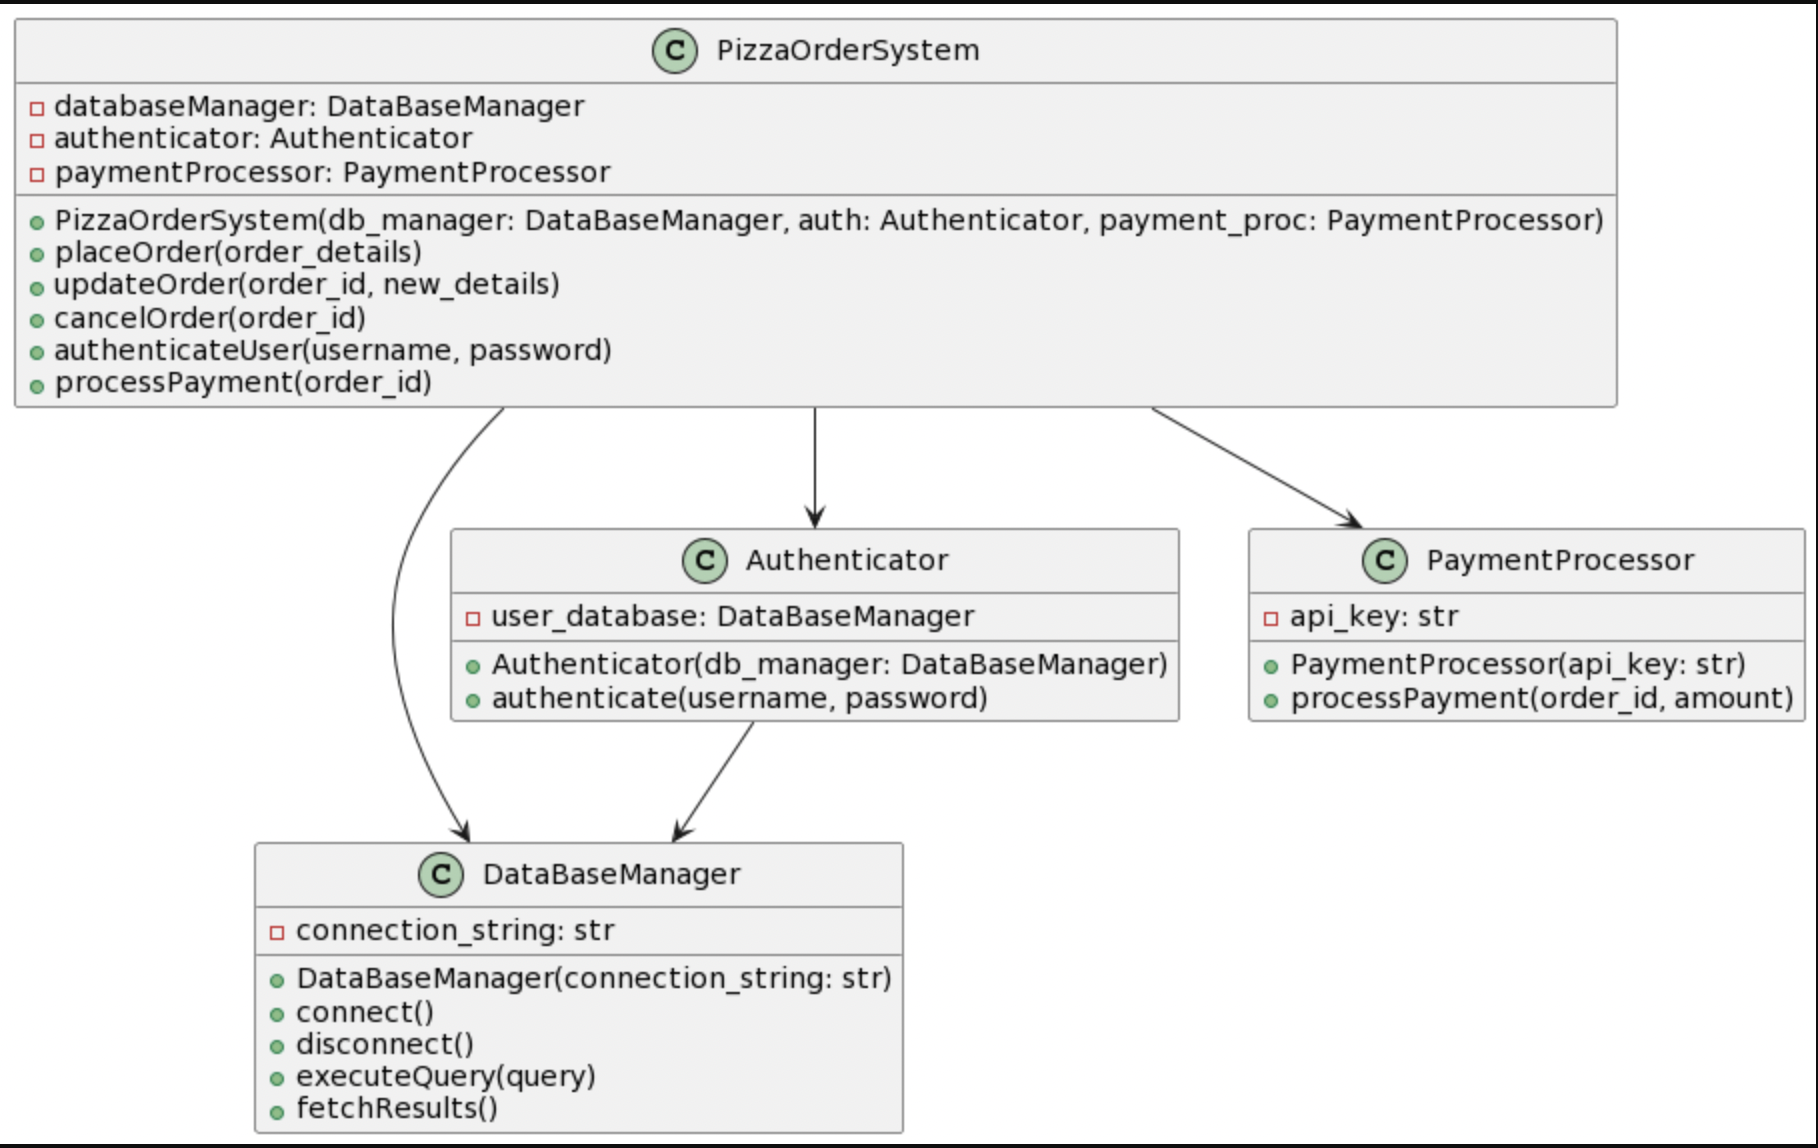 C PizzaOrderSystem
databaseManager: DataBaseManager
authenticator: Authenticator
paymentProcessor: PaymentProcessor
PizzaOrderSystem(db_manager: DataBaseManager, auth: Authenticator, payment_proc: PaymentProcessor)
placeOrder(order_details)
updateOrder(order_id, new_details)
cancelOrder(order_id)
authenticateUser(username, password)
processPayment(order_id)
C Authenticator
user_database: DataBaseManager
Authenticator(db_manager: DataBaseManager)
authenticate(username, password)
C PaymentProcessor
api_key: str
PaymentProcessor(api_key: str)
processPayment(order_id, amount)
C DataBaseManager
connection_string: str
DataBaseManager(connection_string: str)
connect()
disconnect()
executeQuery(query)
fetchResults()